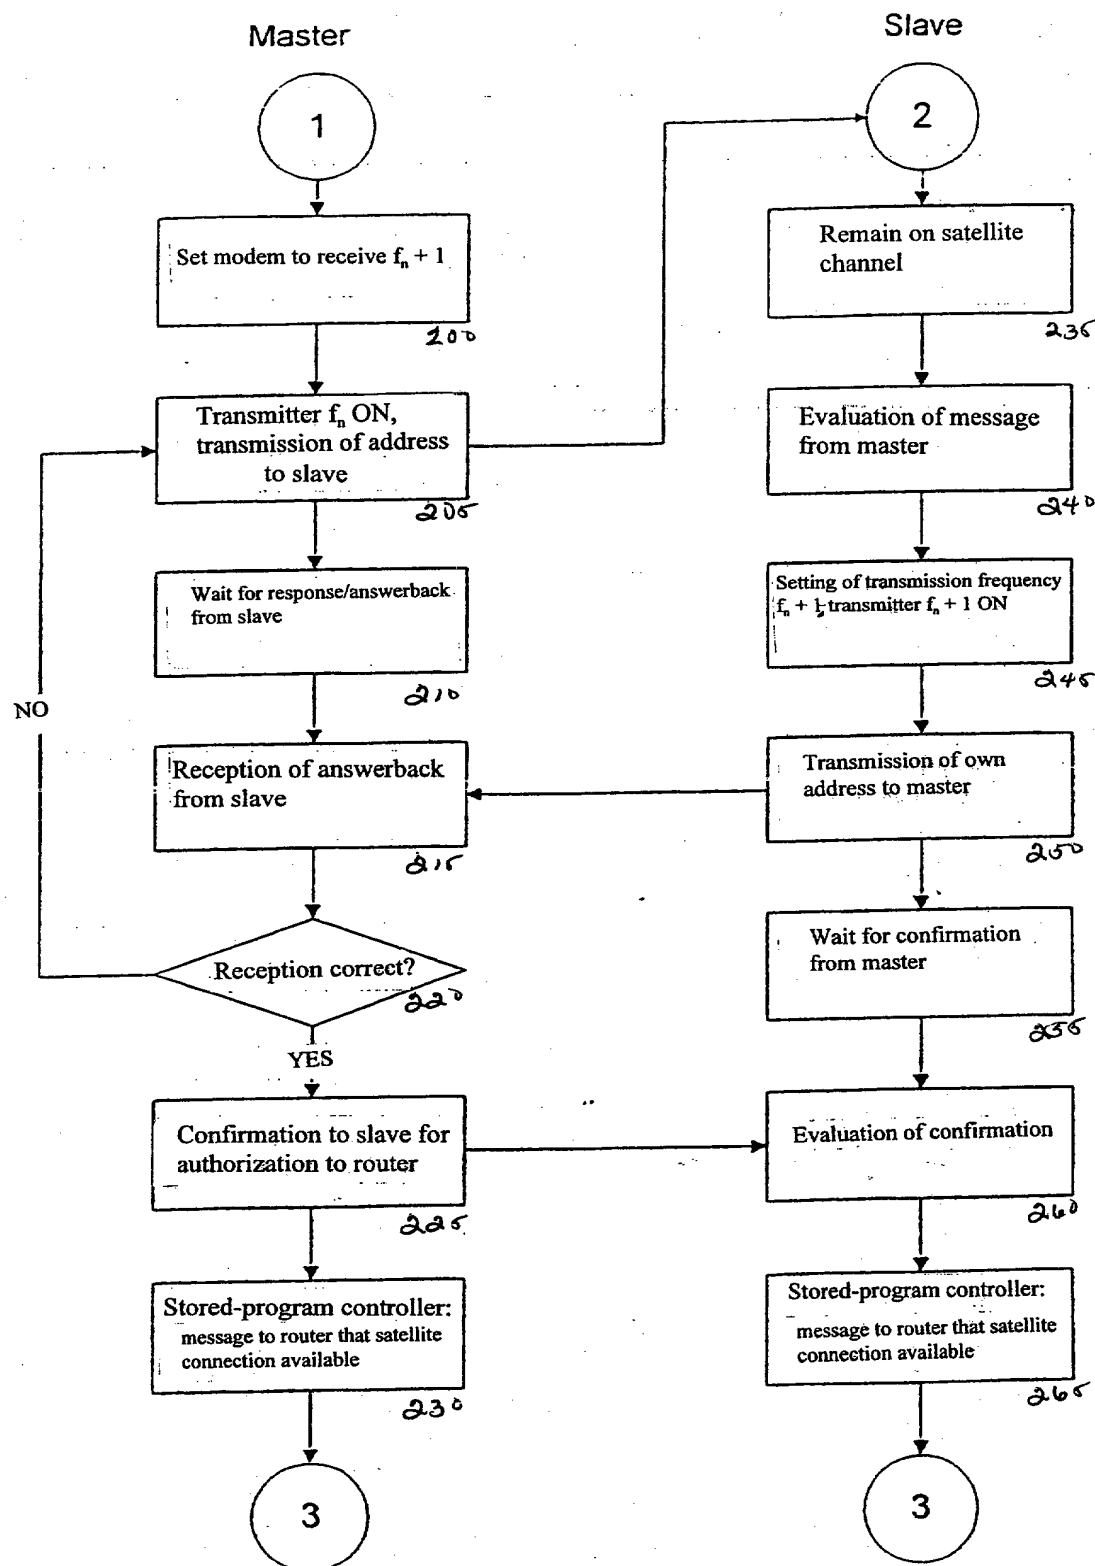 Master
1
Set modem to receive fₙ + 1
200
Transmitter fₙ ON,
transmission of address
to slave
205
Wait for response/answerback
from slave
210
Reception of answerback
from slave
215
NO
Reception correct?
220
YES
Confirmation to slave for
authorization to router
225
Stored-program controller:
message to router that satellite
connection available
230
3
Slave
2
Remain on satellite
channel
235
Evaluation of message
from master
240
Setting of transmission frequency
fₙ + 1, transmitter fₙ + 1 ON
245
Transmission of own
address to master
250
Wait for confirmation
from master
255
Evaluation of confirmation
260
Stored-program controller:
message to router that satellite
connection available
265
3